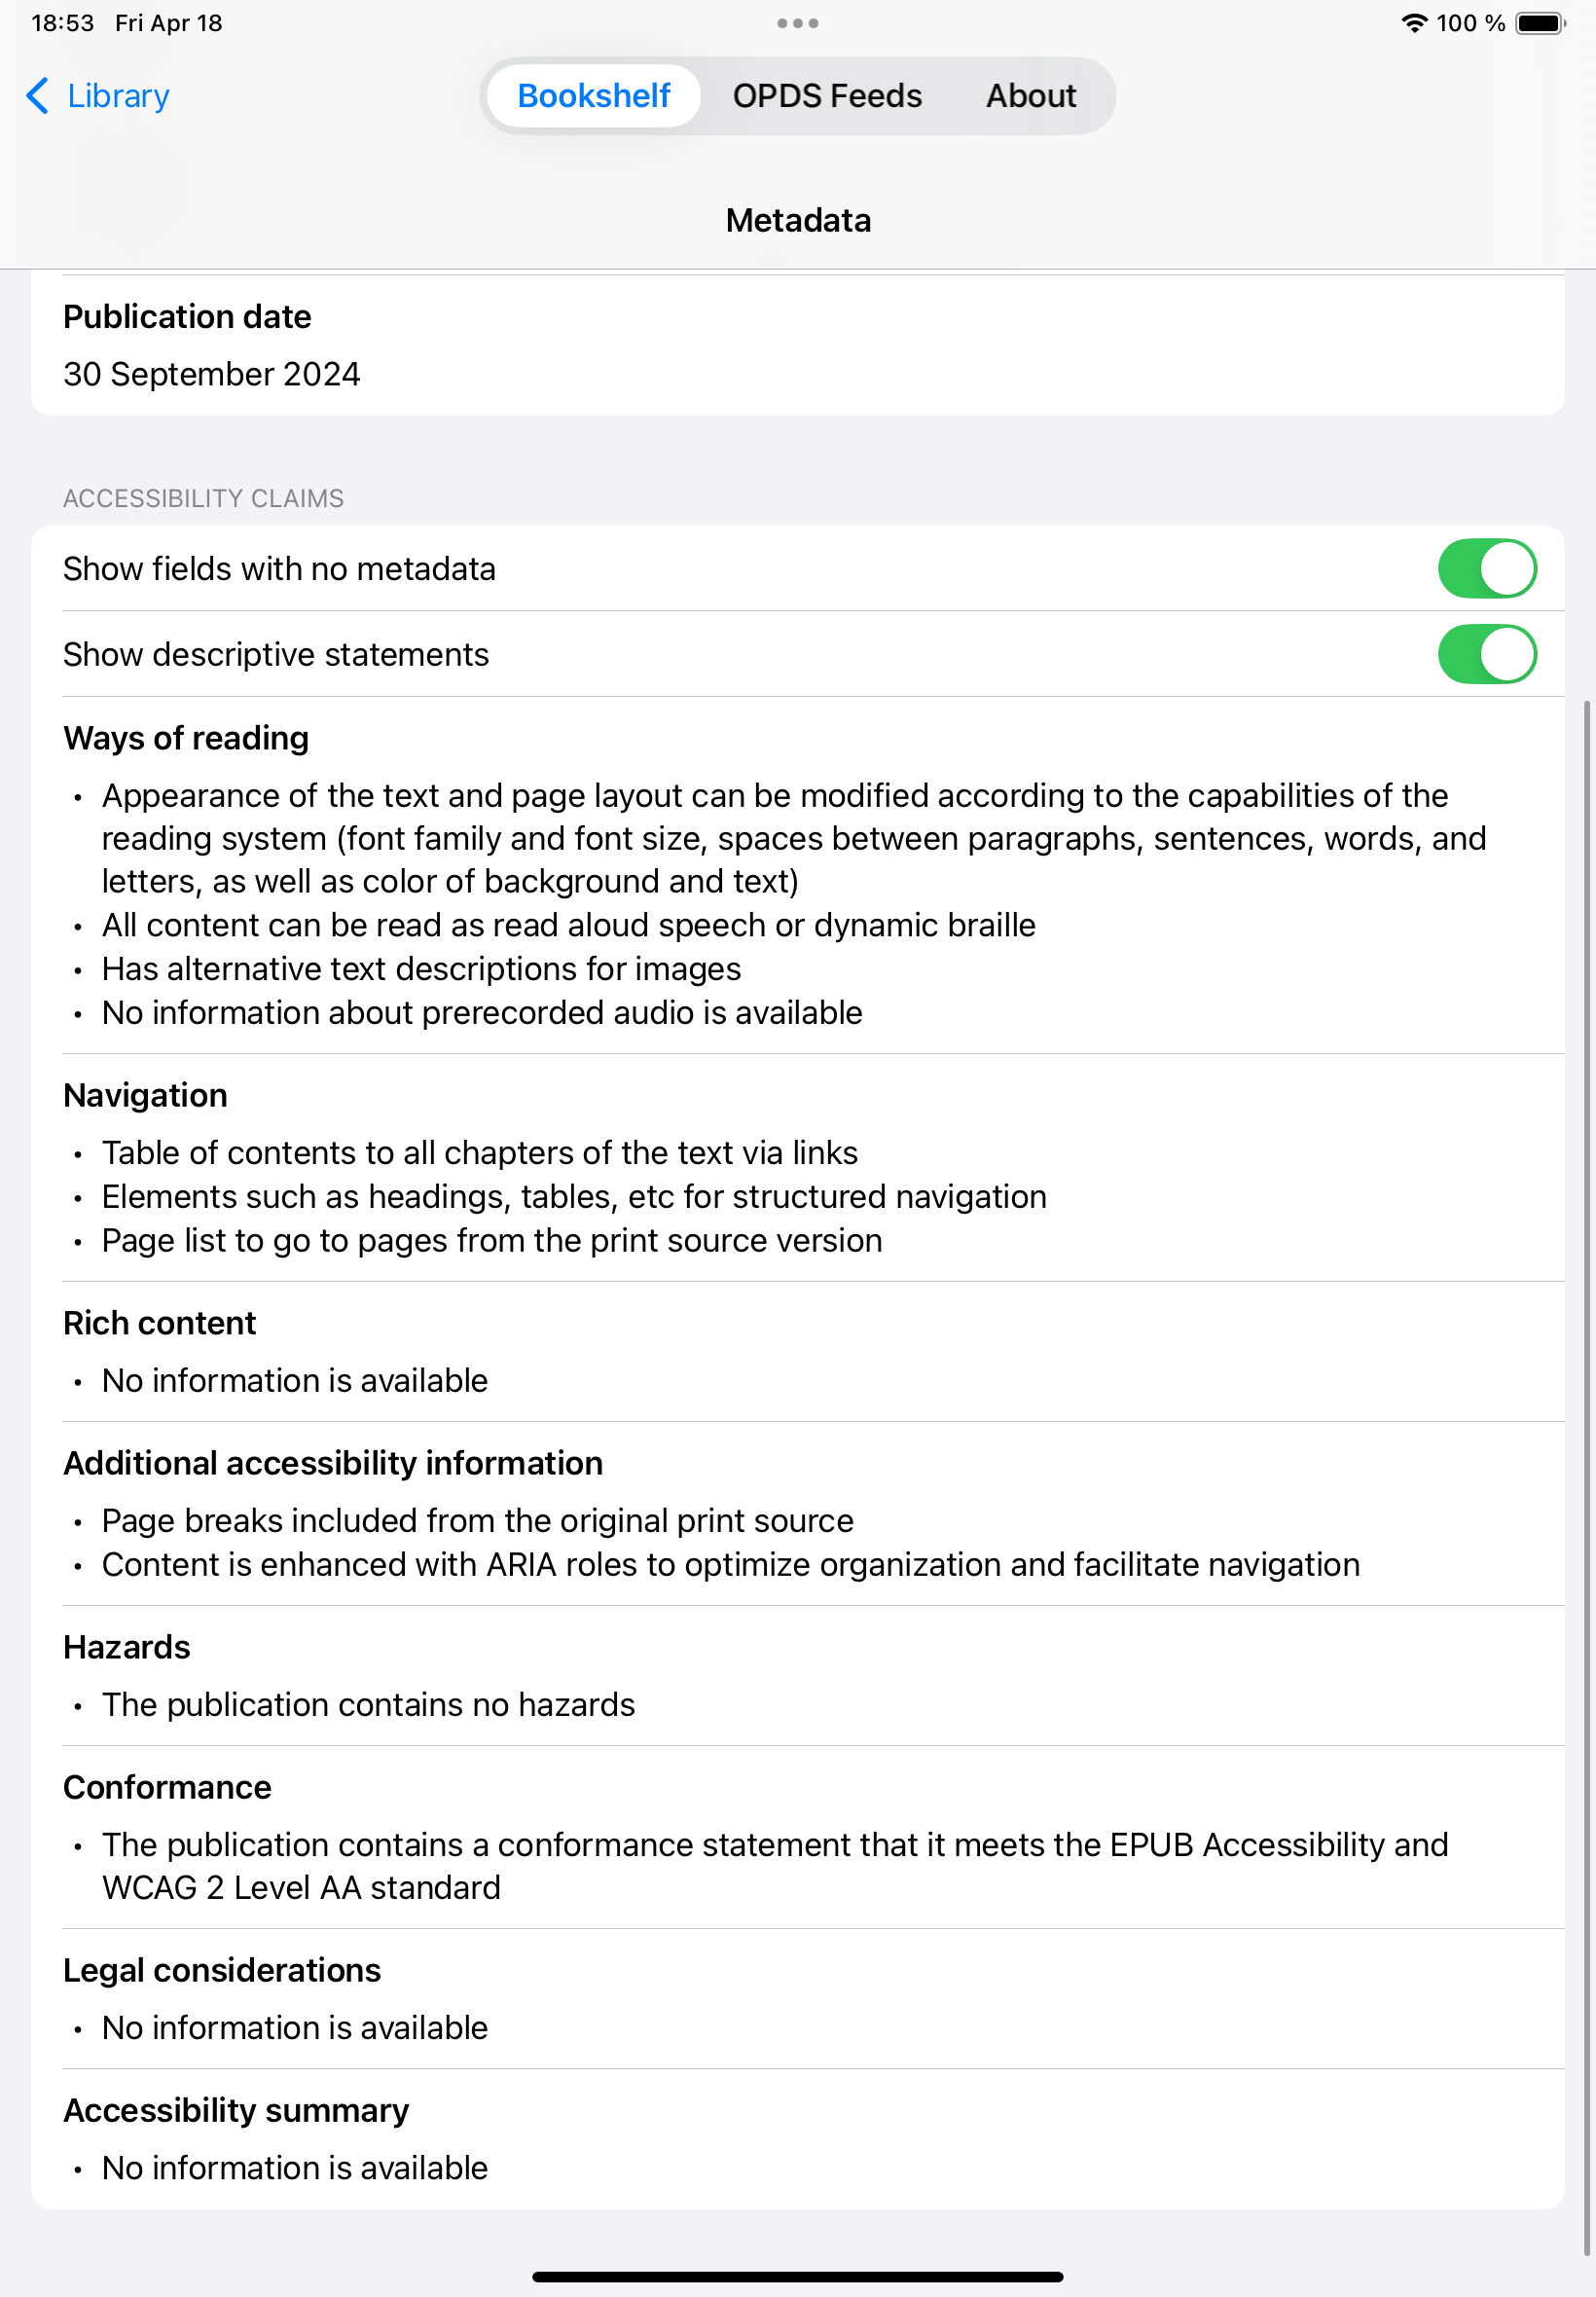 18:53 Fri Apr 18
100 %
Library
Bookshelf
OPDS Feeds
About
Metadata
Publication date
30 September 2024
ACCESSIBILITY CLAIMS
Show fields with no metadata
Show descriptive statements
Ways of reading
• Appearance of the text and page layout can be modified according to the capabilities of the
reading system (font family and font size, spaces between paragraphs, sentences, words, and
letters, as well as color of background and text)
• All content can be read as read aloud speech or dynamic braille
• Has alternative text descriptions for images
• No information about prerecorded audio is available
Navigation
• Table of contents to all chapters of the text via links
• Elements such as headings, tables, etc for structured navigation
• Page list to go to pages from the print source version
Rich content
• No information is available
Additional accessibility information
• Page breaks included from the original print source
• Content is enhanced with ARIA roles to optimize organization and facilitate navigation
Hazards
• The publication contains no hazards
Conformance
• The publication contains a conformance statement that it meets the EPUB Accessibility and
WCAG 2 Level AA standard
Legal considerations
• No information is available
Accessibility summary
• No information is available